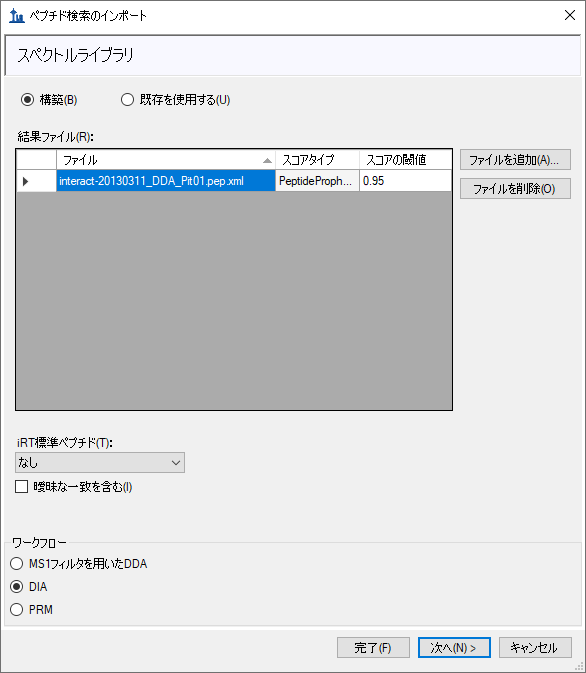 ペプチド検索のインポート
スペクトルライブラリ
構築(B) 既存を使用する(U)
結果ファイル(R):
ファイル スコアタイプ スコアの閾値
interact-20130311_DDA_Pit01.pep.xml PeptideProph... 0.95
ファイルを追加(A)...
ファイルを削除(O)
iRT標準ペプチド(T):
なし
曖昧な一致を含む(I)
ワークフロー
MS1フィルタを用いたDDA
DIA
PRM
完了(F) 次へ(N) > キャンセル